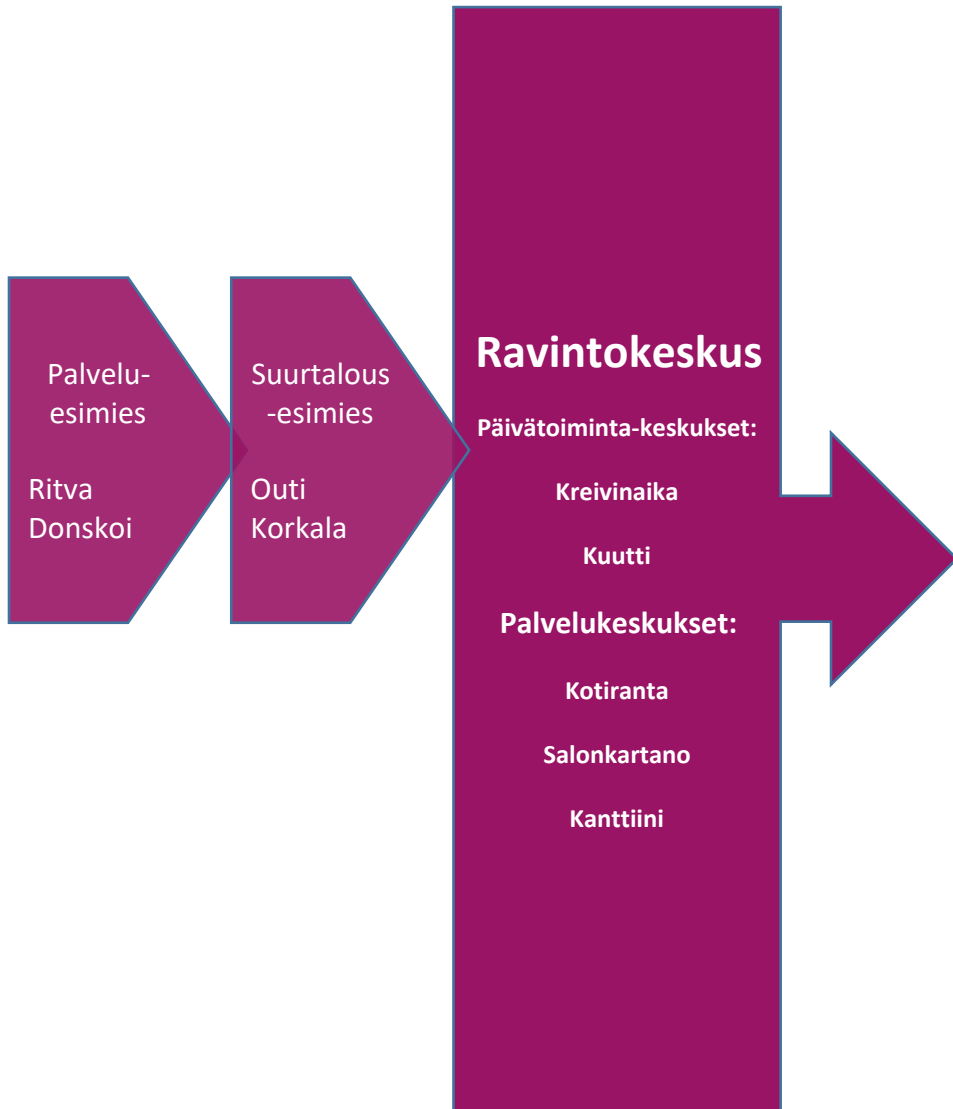 Palvelu-
esimies
Ritva
Donskoi
Suurtalous
-esimies
Outi
Korkala
Ravintokeskus
Päivätoiminta-keskukset:
Kreivinaika
Kuutti
Palvelukeskukset:
Kotiranta
Salonkartano
Kanttiini